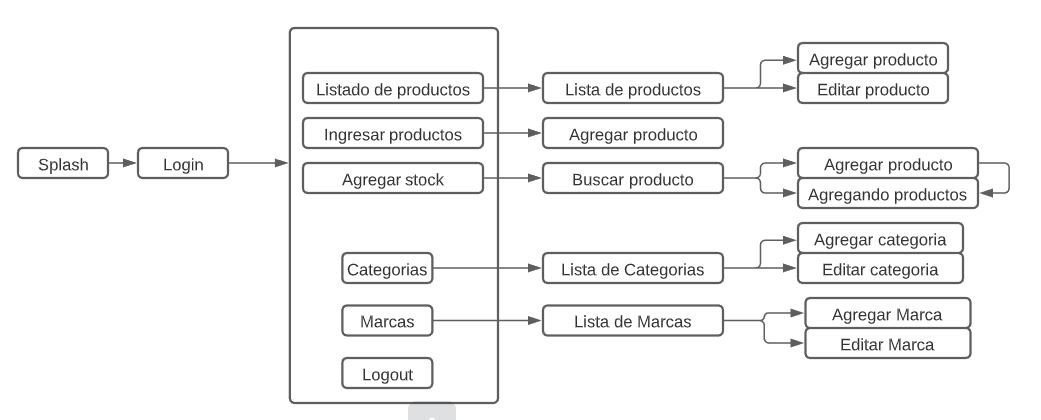 Splash
Login
Listado de productos
Ingresar productos
Agregar stock
Categorias
Marcas
Logout
Lista de productos
Agregar producto
Buscar producto
Lista de Categorias
Lista de Marcas
Agregar producto
Editar producto
Agregar producto
Agregando productos
Agregar categoria
Editar categoria
Agregar Marca
Editar Marca